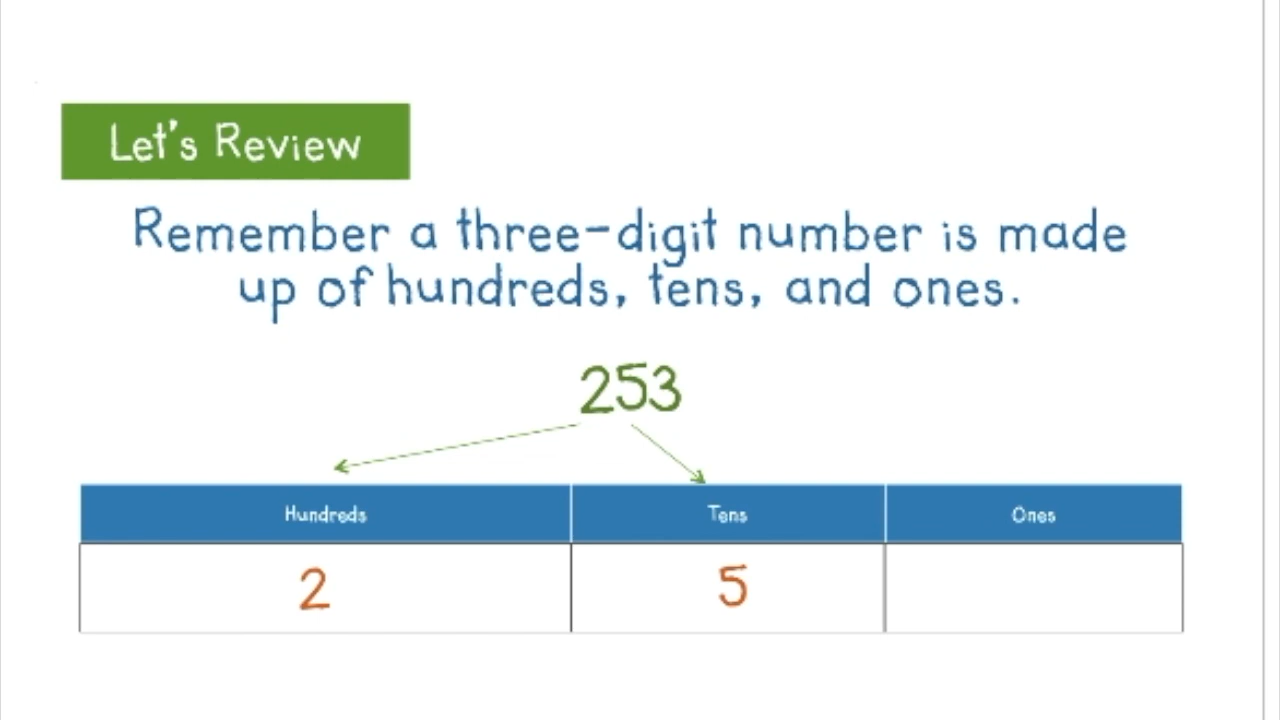 Let's Review
Remember a three-digit number is made
up of hundreds, tens, and ones.
253
Hundreds Tens Ones
2 5